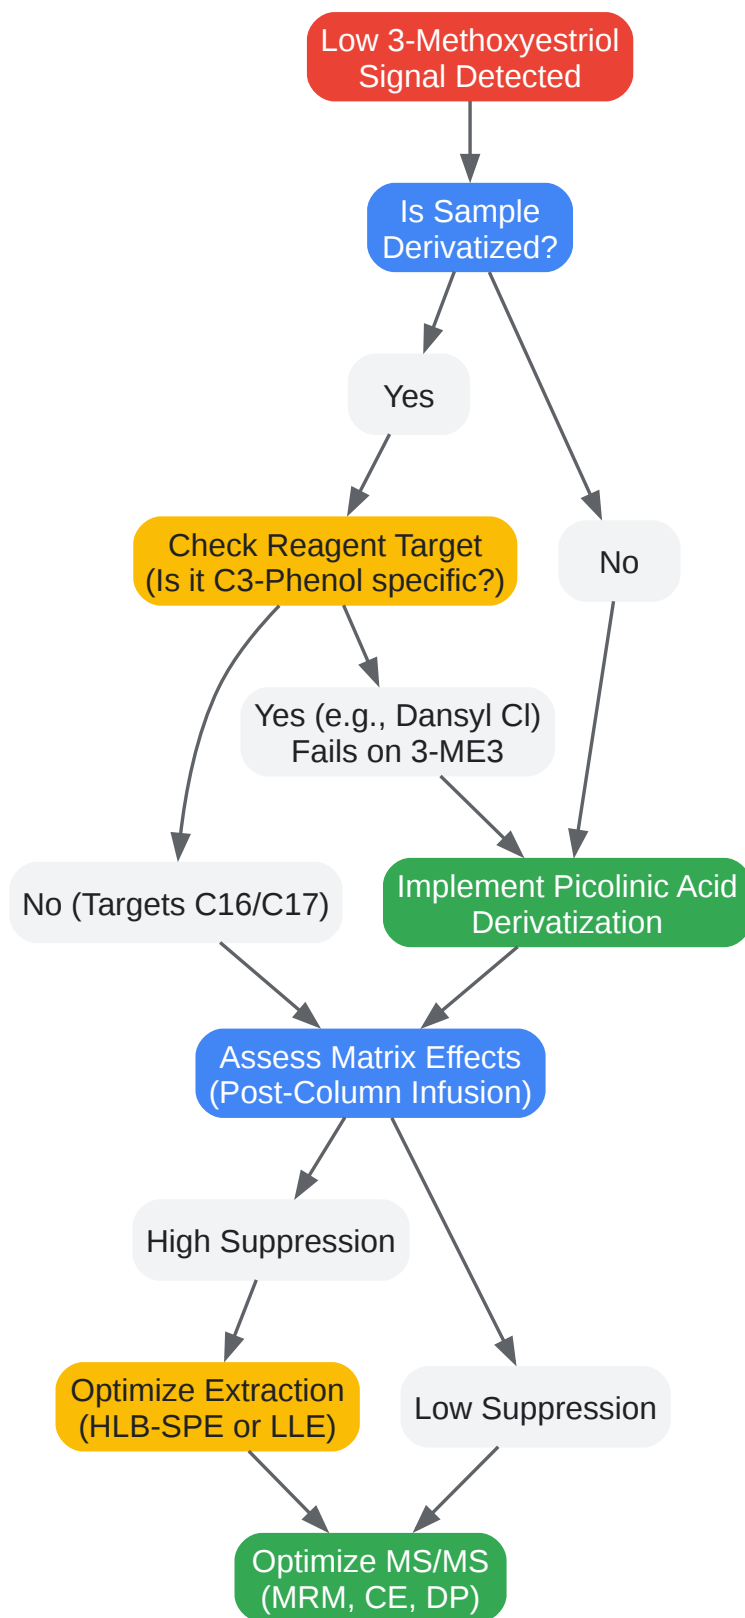 Low 3-Methoxyestriol
Signal Detected
Is Sample
Derivatized?
Yes
Check Reagent Target
(Is it C3-Phenol specific?)
No
Yes (e.g., Dansyl Cl)
Fails on 3-ME3
No (Targets C16/C17)
Implement Picolinic Acid
Derivatization
Assess Matrix Effects
(Post-Column Infusion)
High Suppression
Optimize Extraction
(HLB-SPE or LLE)
Low Suppression
Optimize MS/MS
(MRM, CE, DP)